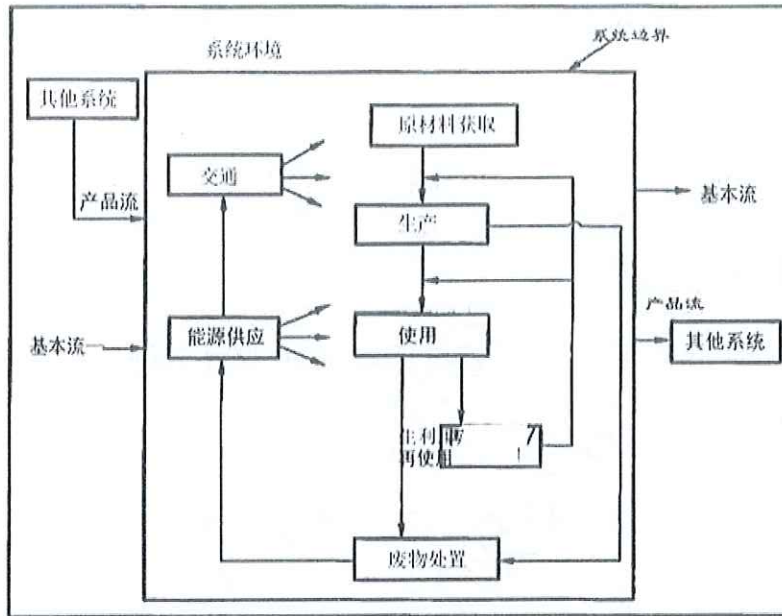 系统环境
系统边界
其他系统
原材料获取
交通
产品流
基本流
生产
产品流
能源供应
使用
基本流
其他系统
再使用
废物处置